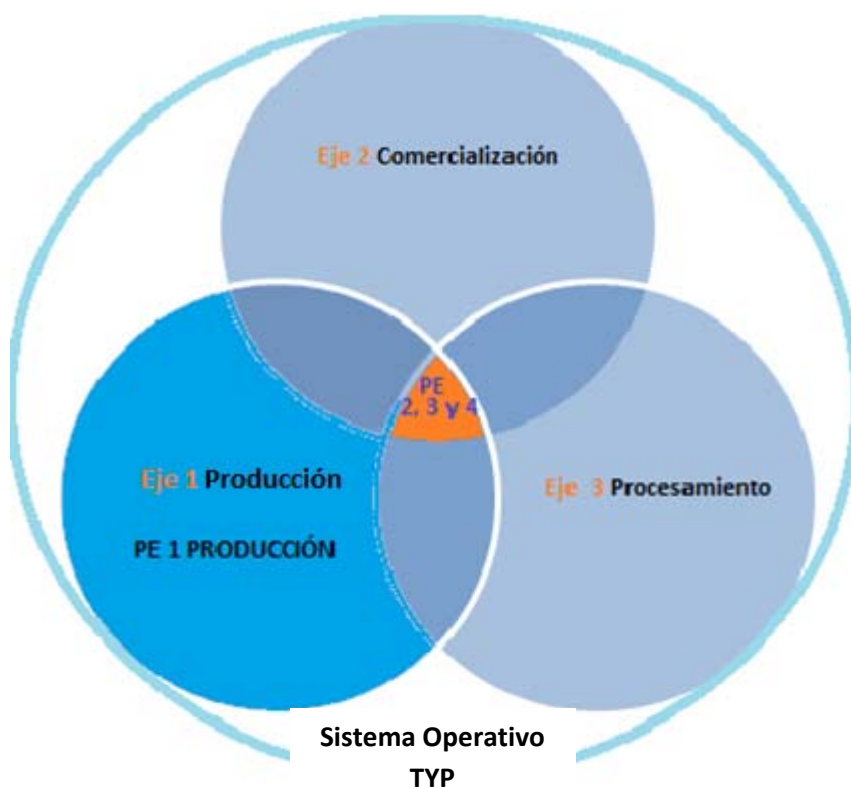 Eje 2 Comercialización
PE
2, 3 y 4
Eje 1 Producción
PE 1 PRODUCCIÓN
Eje 3 Procesamiento
Sistema Operativo
TYP